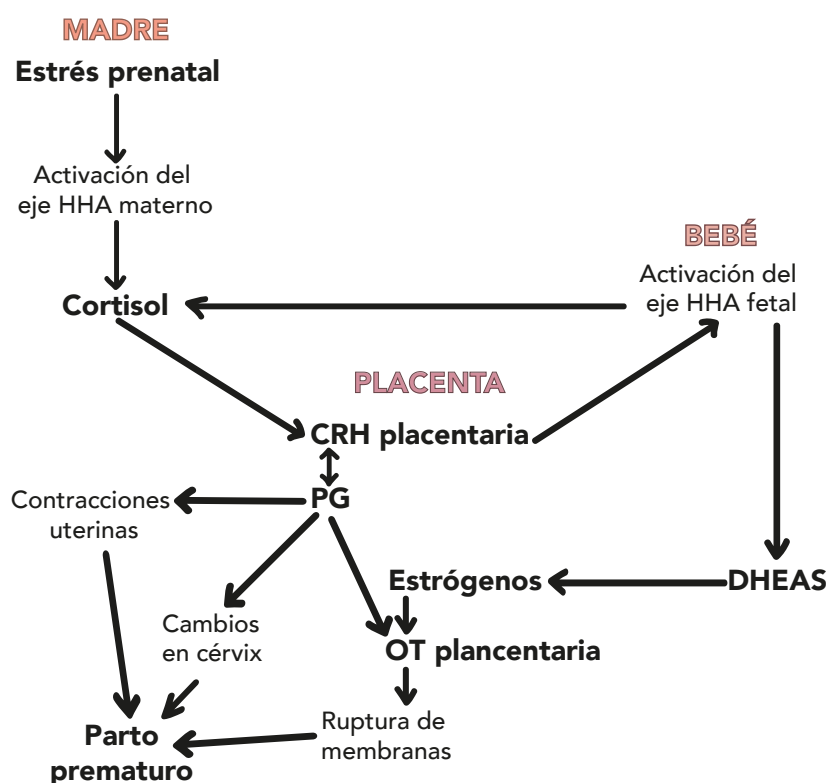 MADRE
Estrés prenatal
Activación del
eje HHA materno
BEBÉ
Activación del
eje HHA fetal
Cortisol
PLACENTA
CRH placentaria
PG
Contracciones
uterinas
Estrógenos
DHEAS
Cambios
en cérvix
OT plancentaria
Ruptura de
membranas
Parto
prematuro